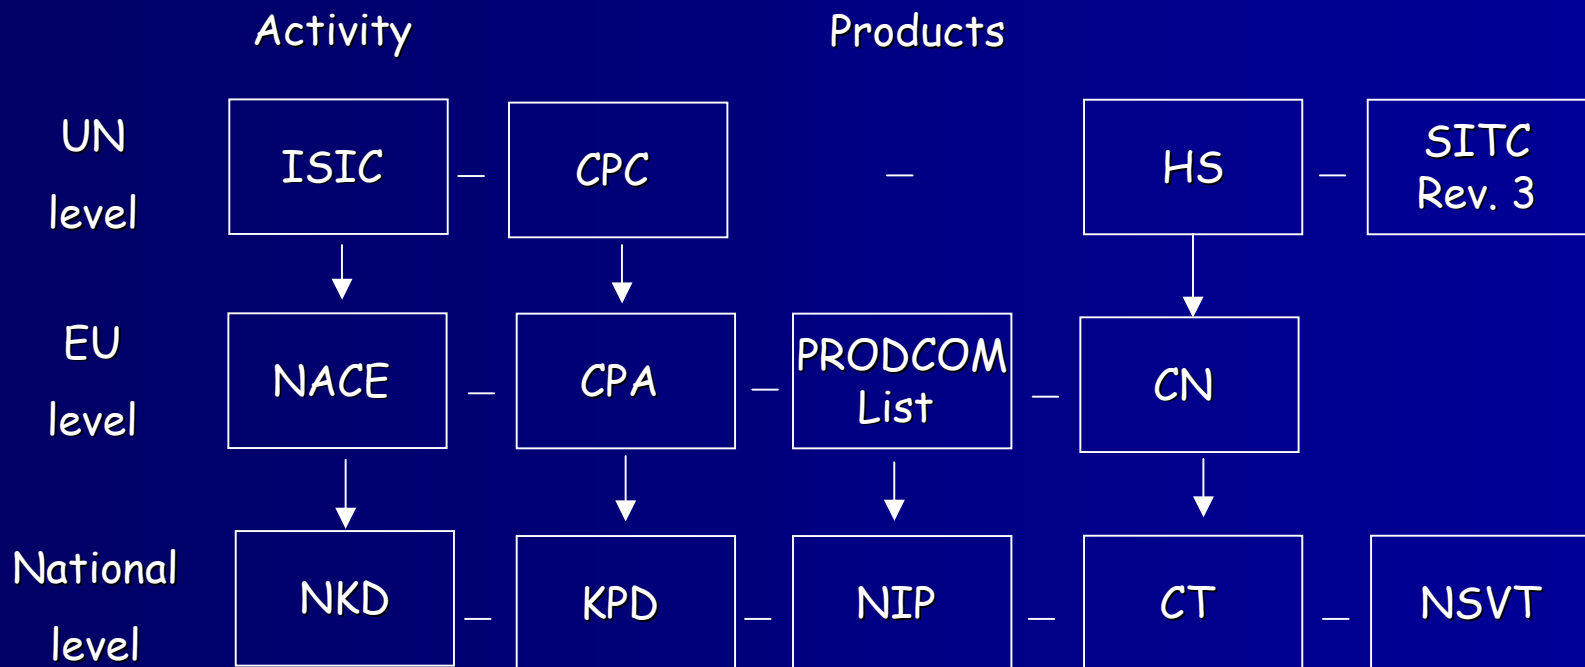 Activity
Products
UN
level
ISIC
CPC
HS
SITC
Rev. 3
EU
level
NACE
CPA
PRODCOM
List
CN
National
level
NKD
KPD
NIP
CT
NSVT